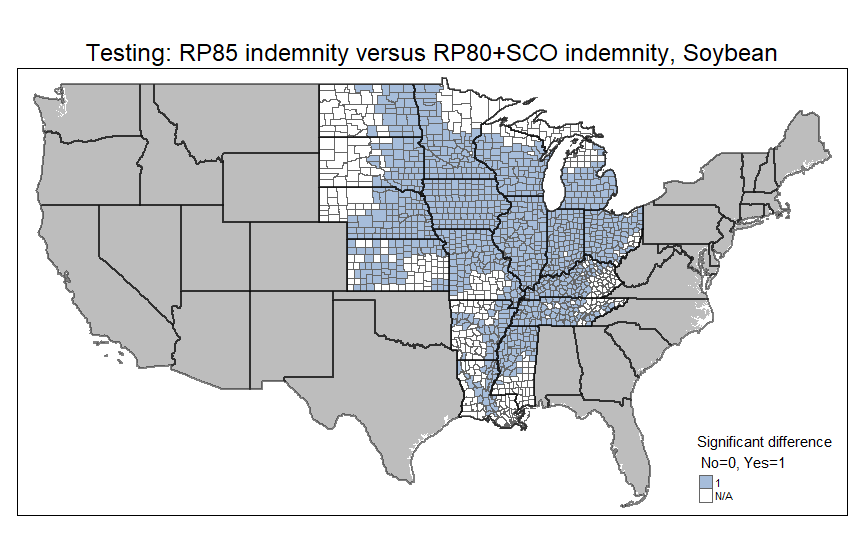 Testing: RP85 indemnity versus RP80+SCO indemnity, Soybean
Significant difference
No=0, Yes=1
1
N/A